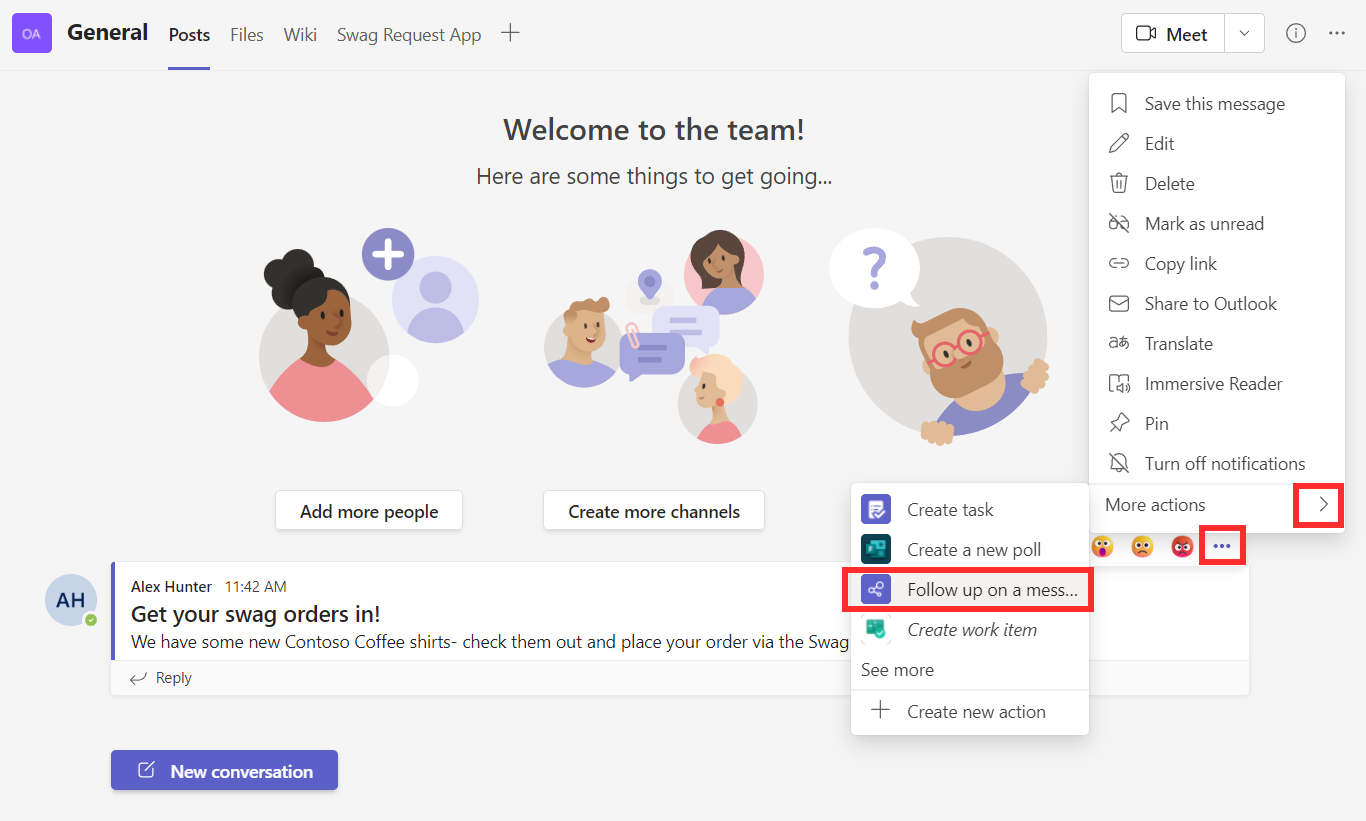 OA
General
Posts
Files
Wiki
Swag Request App
Meet
Welcome to the team!
Here are some things to get going...
?
Add more people
Create more channels
Save this message
Edit
Delete
Mark as unread
Copy link
Share to Outlook
Translate
Immersive Reader
Pin
Turn off notifications
More actions
Create task
Create a new poll
Follow up on a mess...
Create work item
See more
Create new action
AH
Alex Hunter 11:42 AM
Get your swag orders in!
We have some new Contoso Coffee shirts- check them out and place your order via the Swag
Reply
New conversation